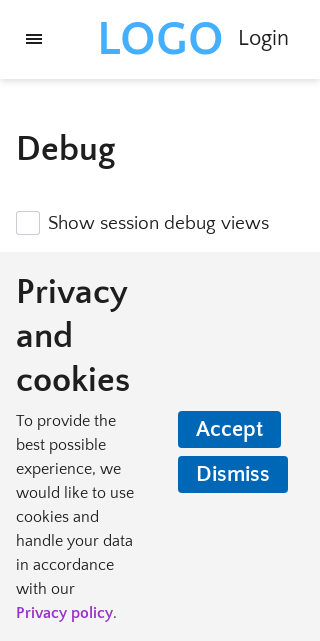 LOGO Login
Debug
Show session debug views
Privacy
and
cookies
To provide the
best possible
experience, we
would like to use
cookies and
handle your data
in accordance
with our
Privacy policy.
Accept
Dismiss